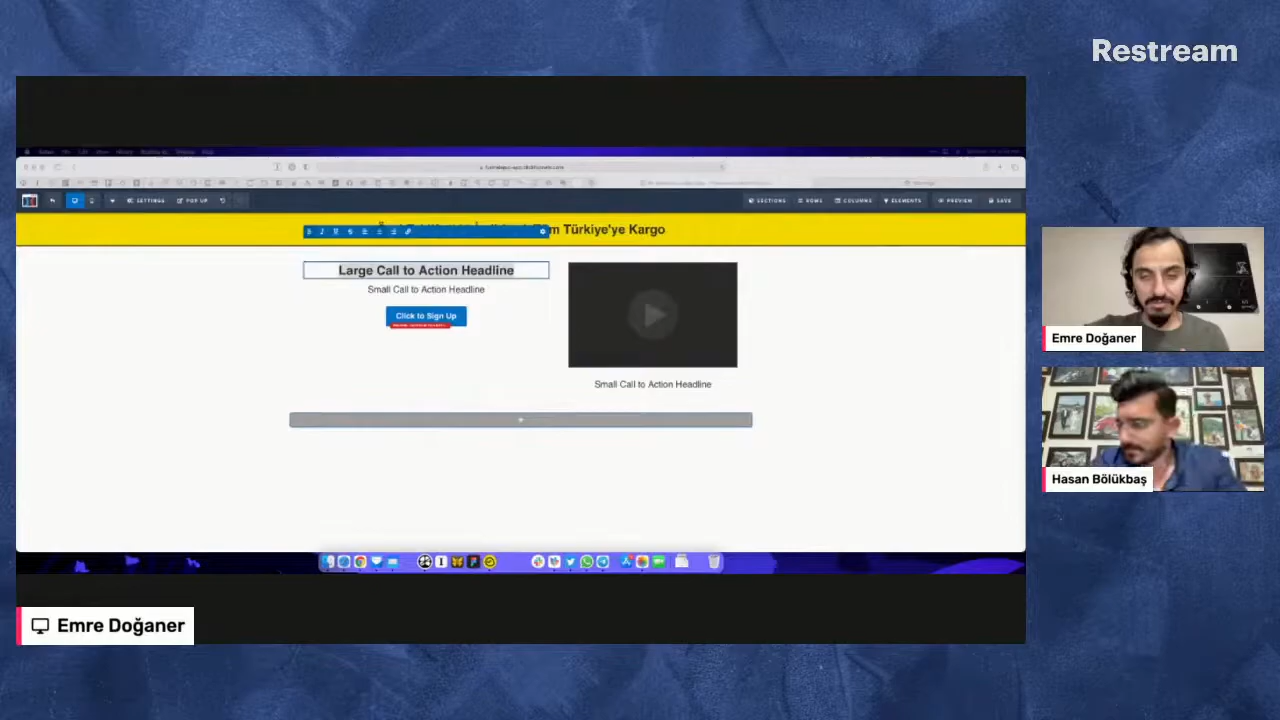 Restream
SETTINGS
POP UP
SECTIONS
ROWS
COLUMNS
ELEMENTS
PREVIEW
SAVE
Türkiye'ye Kargo
Large Call to Action Headline
Small Call to Action Headline
Click to Sign Up
Small Call to Action Headline
Emre Doğaner
Hasan Bölükbaş
Emre Doğaner